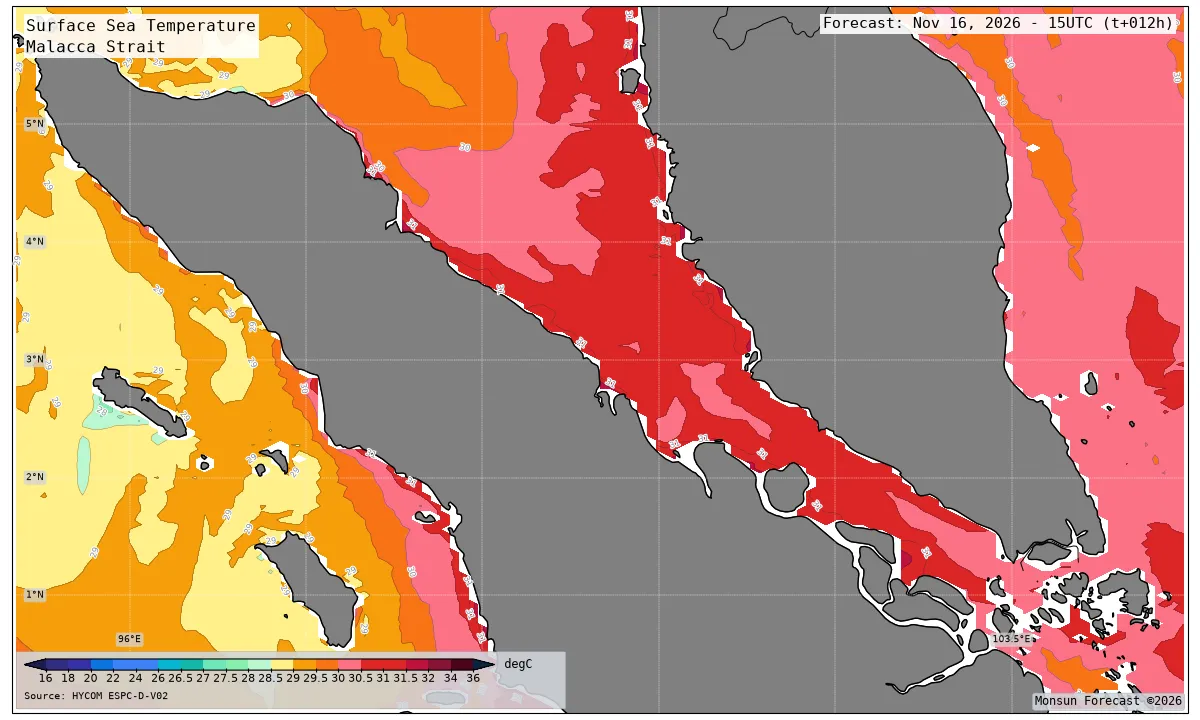 Surface Sea Temperature
Malacca Strait
Forecast: Nov 16, 2026 - 15UTC (t+012h)
5°N
4°N
3°N
2°N
1°N
96°E
103.5°E
degC
16 18 20 22 24 26 26.5 27 27.5 28 28.5 29 29.5 30 30.5 31 31.5 32 34 36
Source: HYCOM ESPC-D-V02
Monsun Forecast ©2026